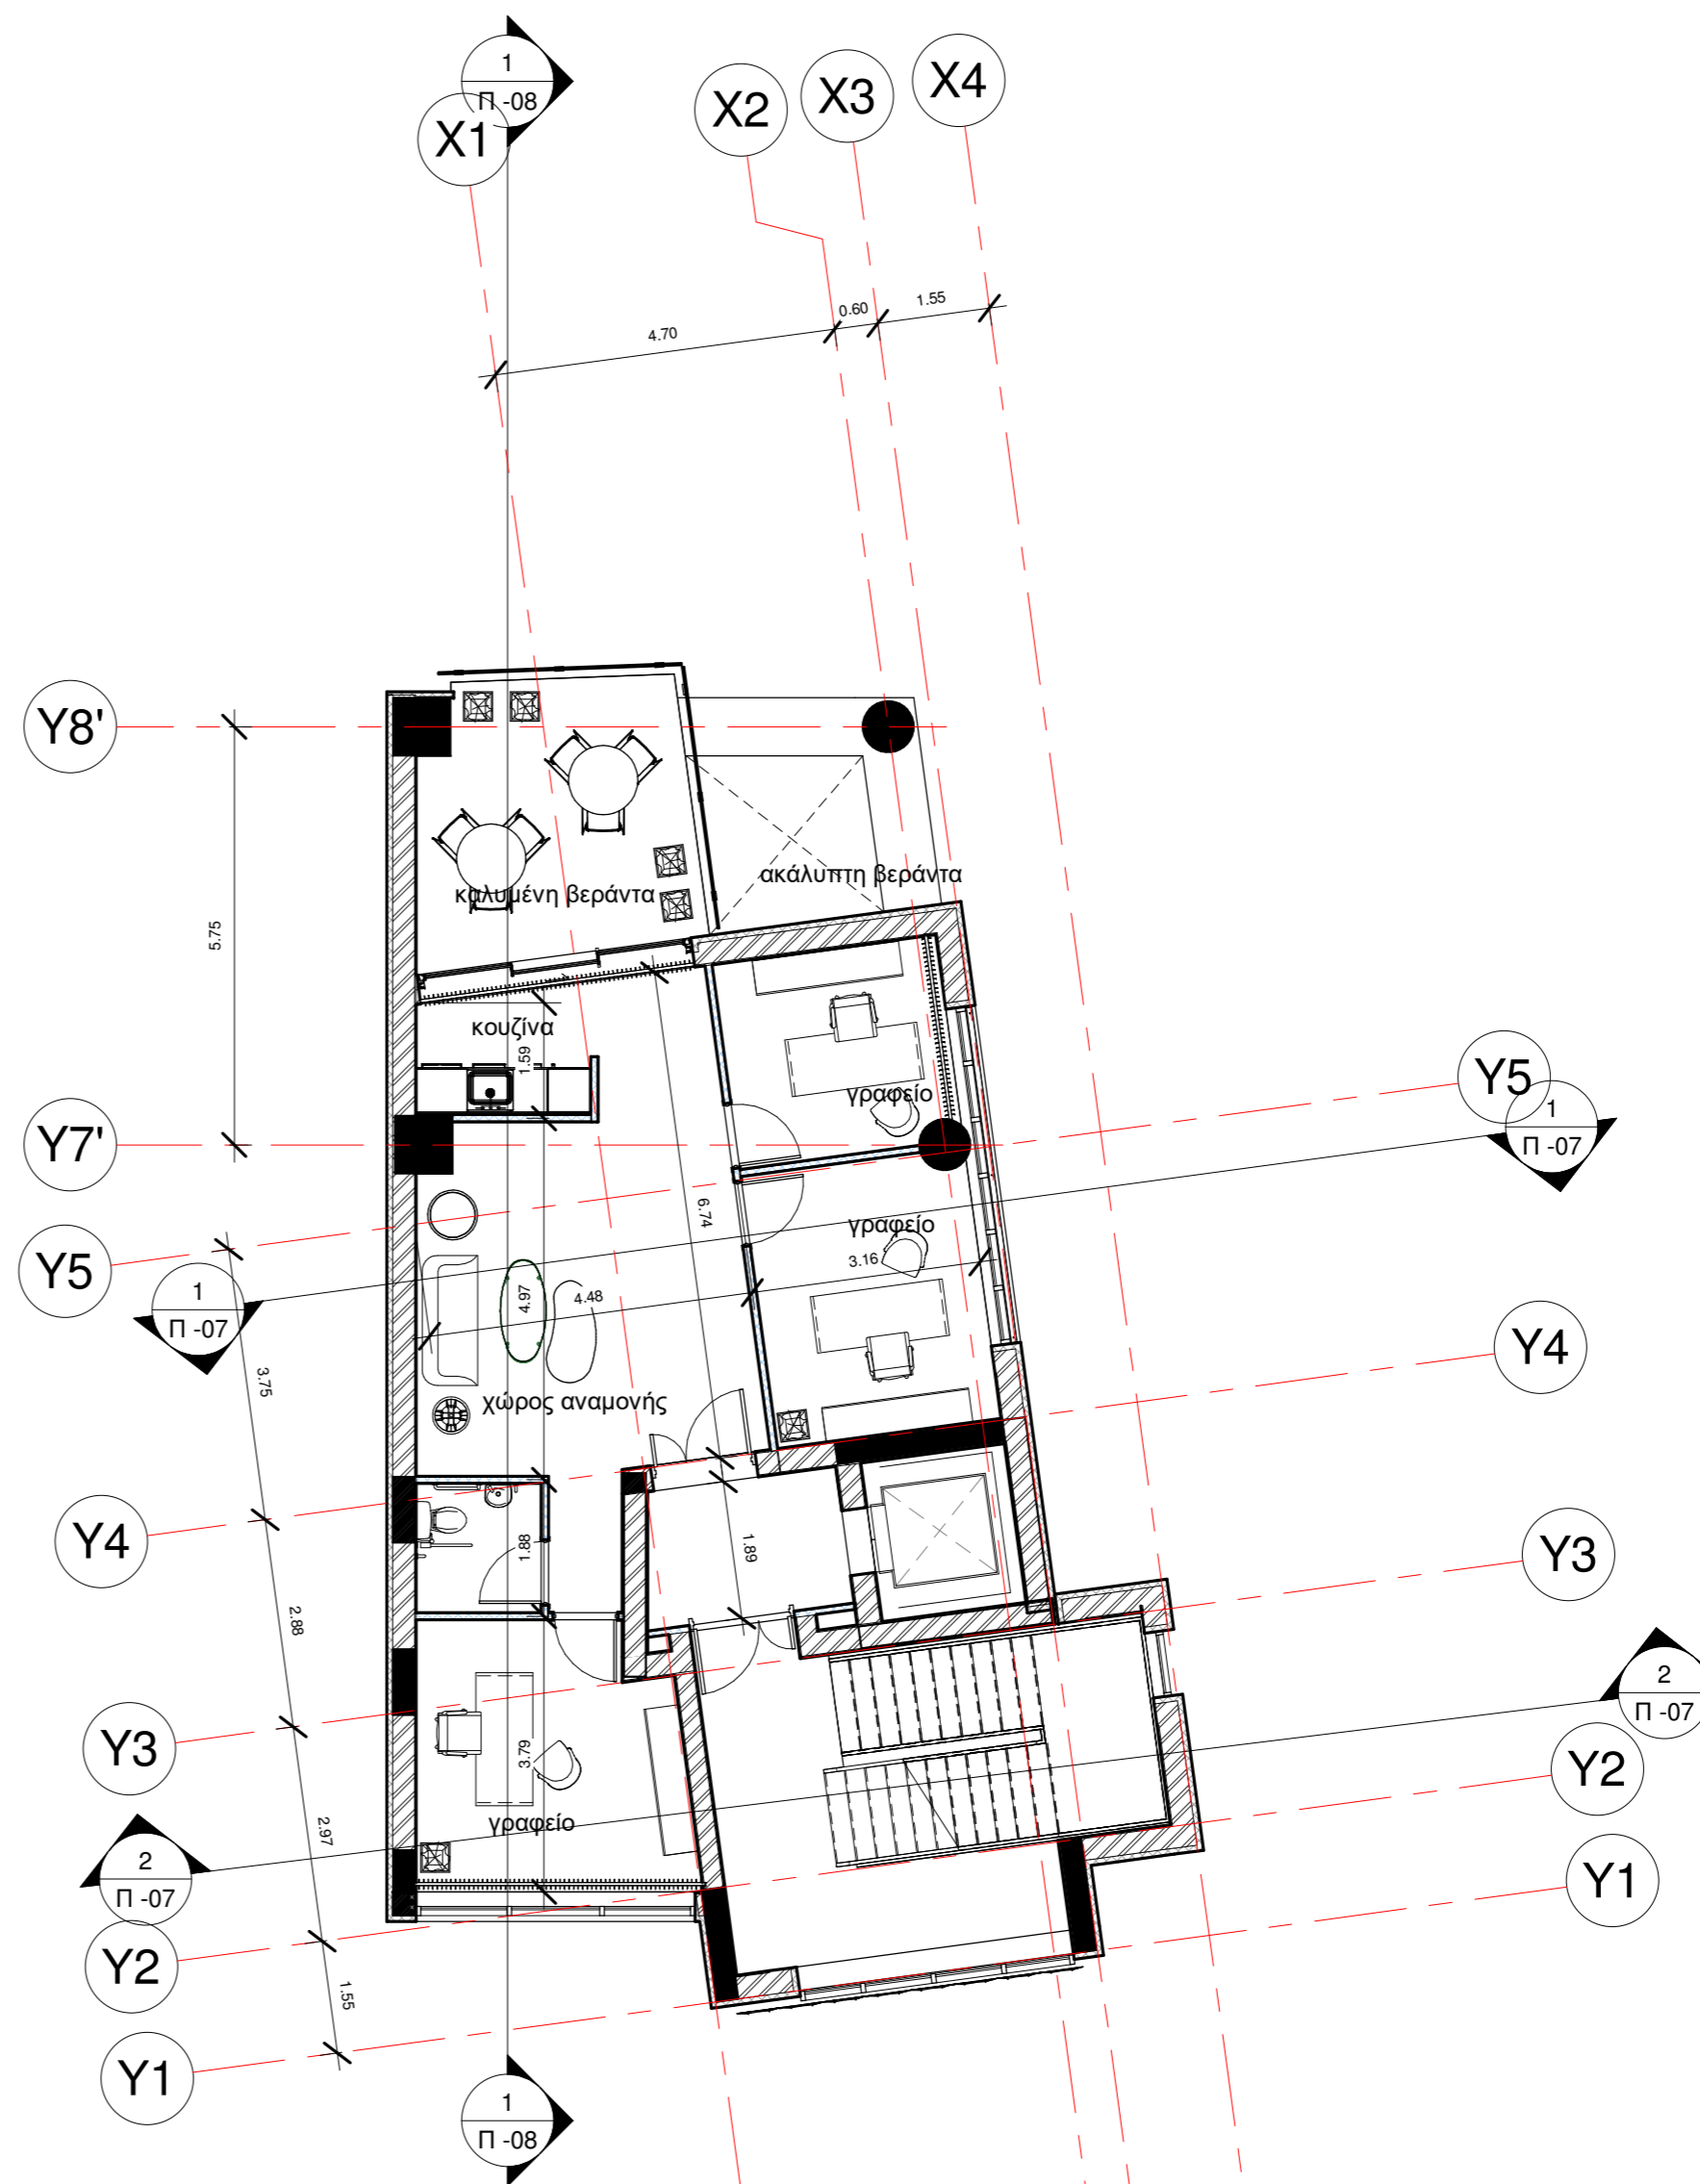 1
Π -08
X1
X2
X3
X4
4.70
0.60
1.55
Y8'
5.75
καλυμένη βεράντα
ακάλυπτη βεράντα
κουζίνα
1.59
γραφείο
Y5
1
Π -07
Y7'
6.74
γραφείο
3.16
Y5
1
Π -07
4.97
4.48
Y4
3.75
χώρος αναμονής
Y4
1.88
1.89
Y3
2.88
Y3
3.79
2
Π -07
Y2
γραφείο
2.97
2
Π -07
Y1
Y2
1.55
Y1
1
Π -08